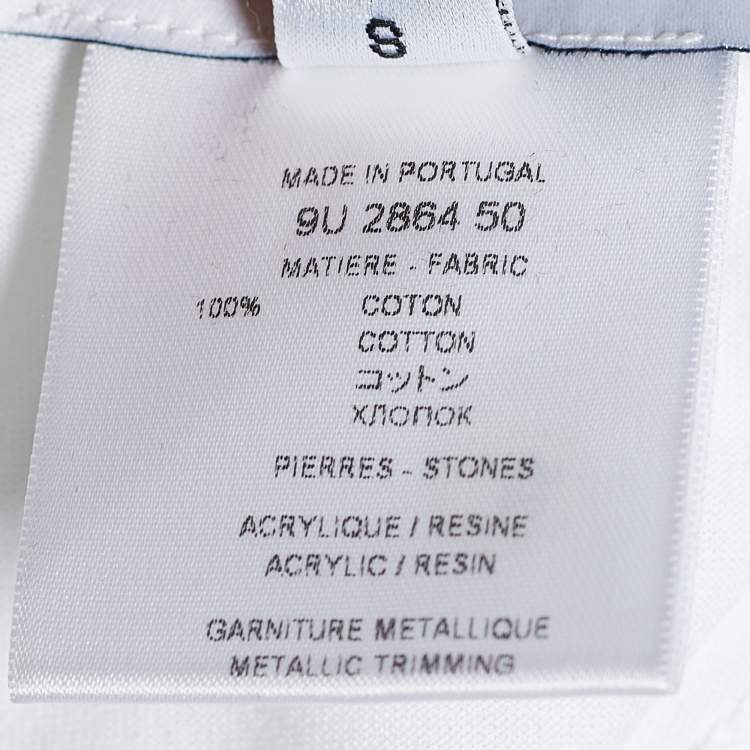 S
MADE IN PORTUGAL
9U 2864 50
MATIERE - FABRIC
100% COTON
COTTON
コットン
ХЛОПОК
PIERRES - STONES
ACRYLIQUE / RESINE
ACRYLIC / RESIN
GARNITURE METALLIQUE
METALLIC TRIMMING